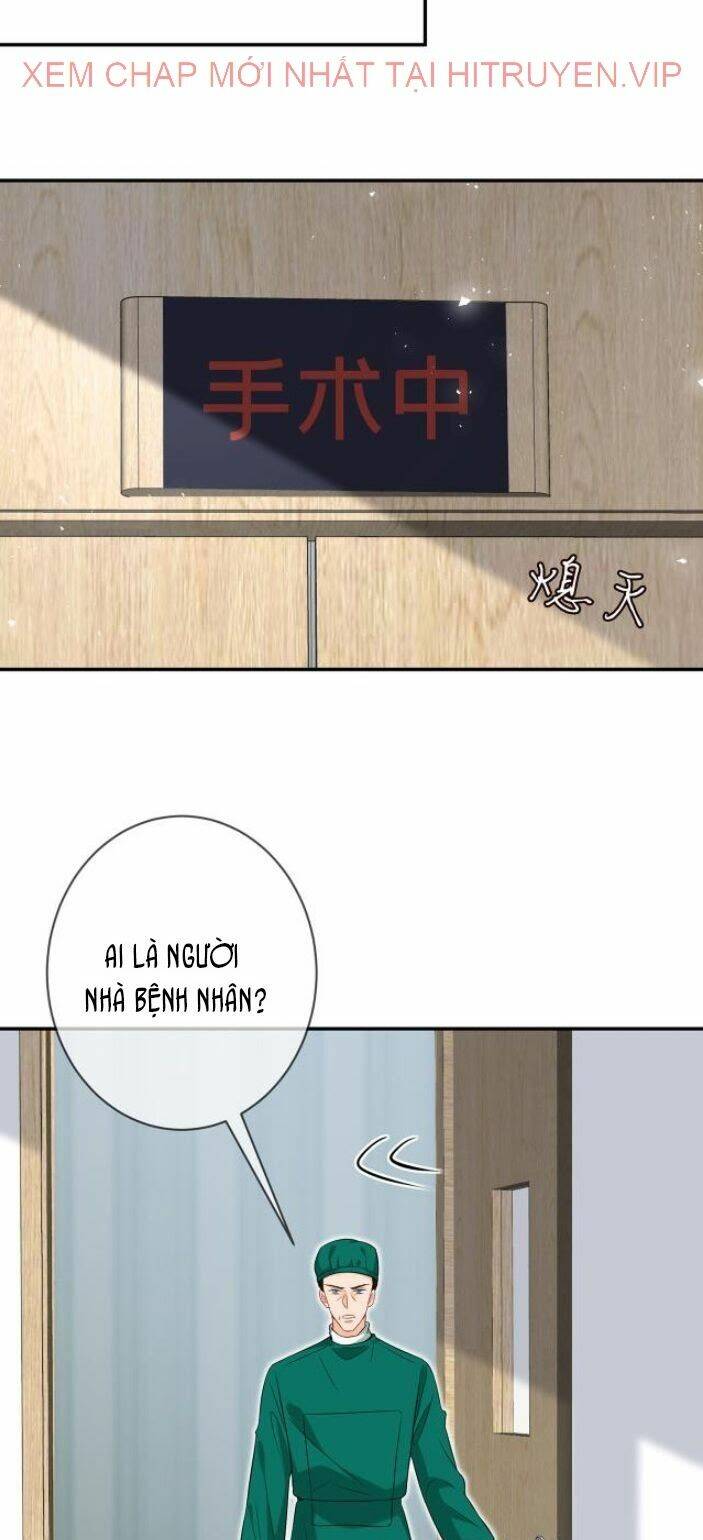 XEM CHAP MỚI NHẤT TẠI HITRUYEN.VIP
手术中
熄灭
AI LÀ NGƯỜI
NHÀ BỆNH NHÂN?